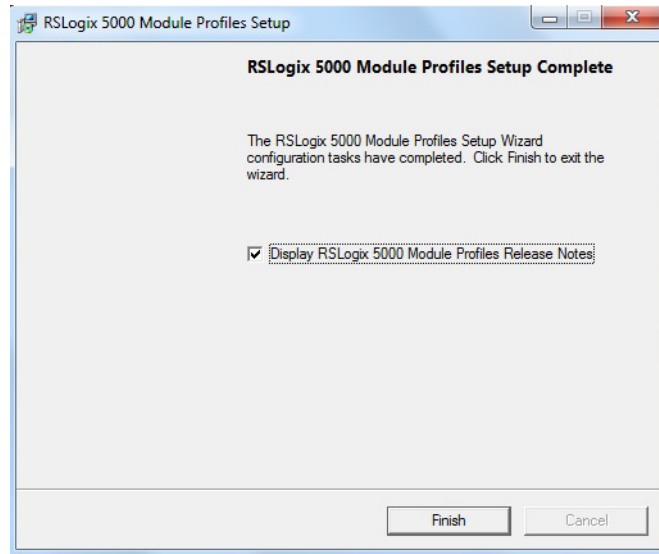 RSLogix 5000 Module Profiles Setup
RSLogix 5000 Module Profiles Setup Complete
The RSLogix 5000 Module Profiles Setup Wizard
configuration tasks have completed. Click Finish to exit the
wizard.
Display RSLogix 5000 Module Profiles Release Notes
Finish
Cancel